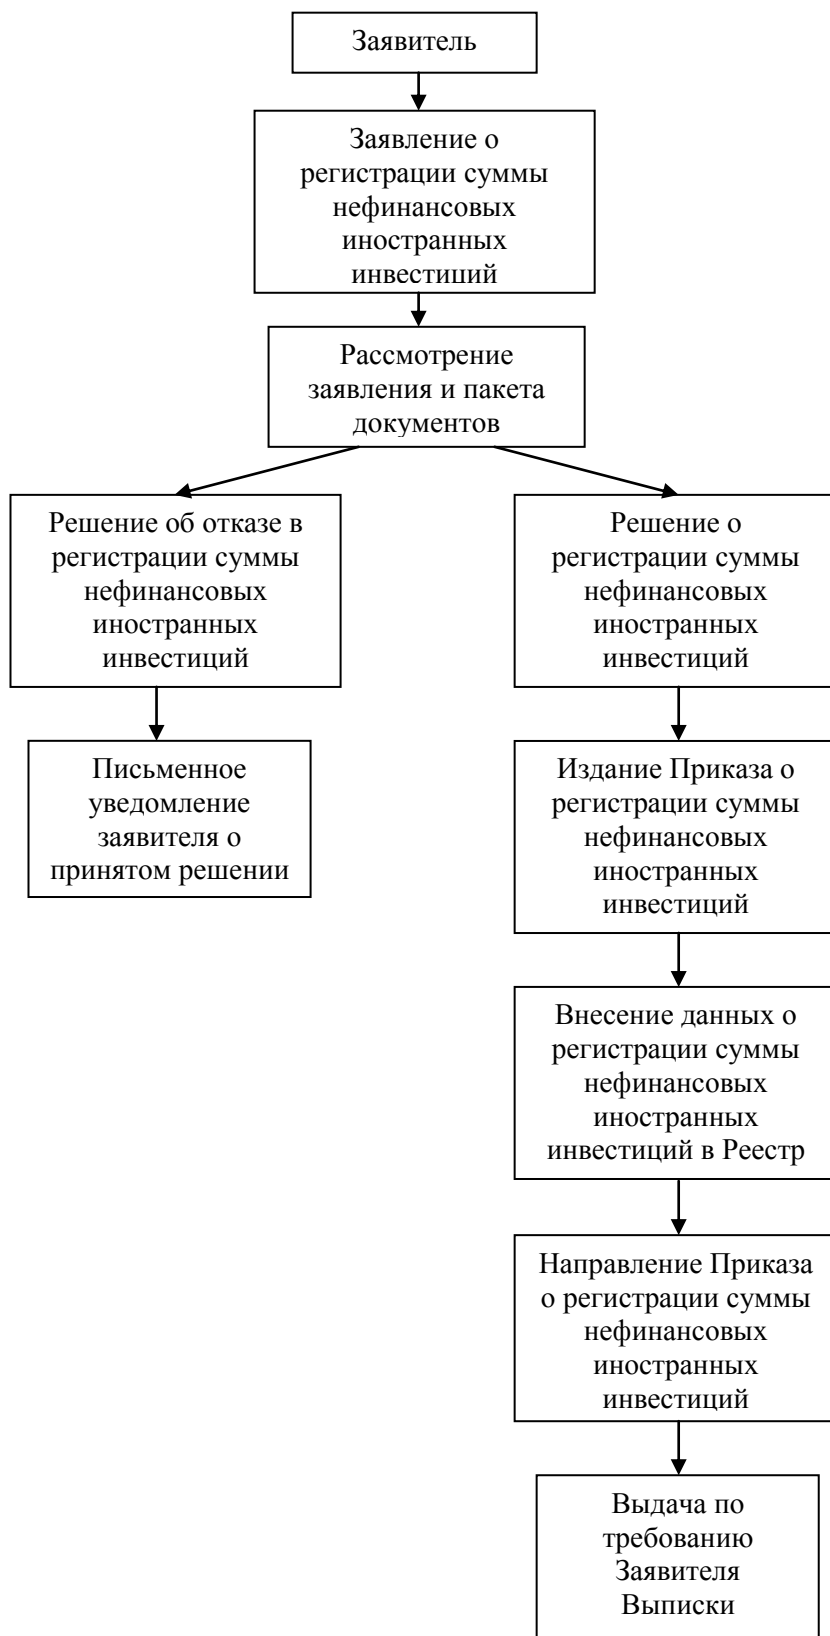 Заявитель
Заявление о
регистрации суммы
нефинансовых
иностранных
инвестиций
Рассмотрение
заявления и пакета
документов
Решение об отказе в
регистрации суммы
нефинансовых
иностранных
инвестиций
Письменное
уведомление
заявителя о
принятом решении
Решение о
регистрации суммы
нефинансовых
иностранных
инвестиций
Издание Приказа о
регистрации суммы
нефинансовых
иностранных
инвестиций
Внесение данных о
регистрации суммы
нефинансовых
иностранных
инвестиций в Реестр
Направление Приказа
о регистрации суммы
нефинансовых
иностранных
инвестиций
Выдача по
требованию
Заявителя
Выписки